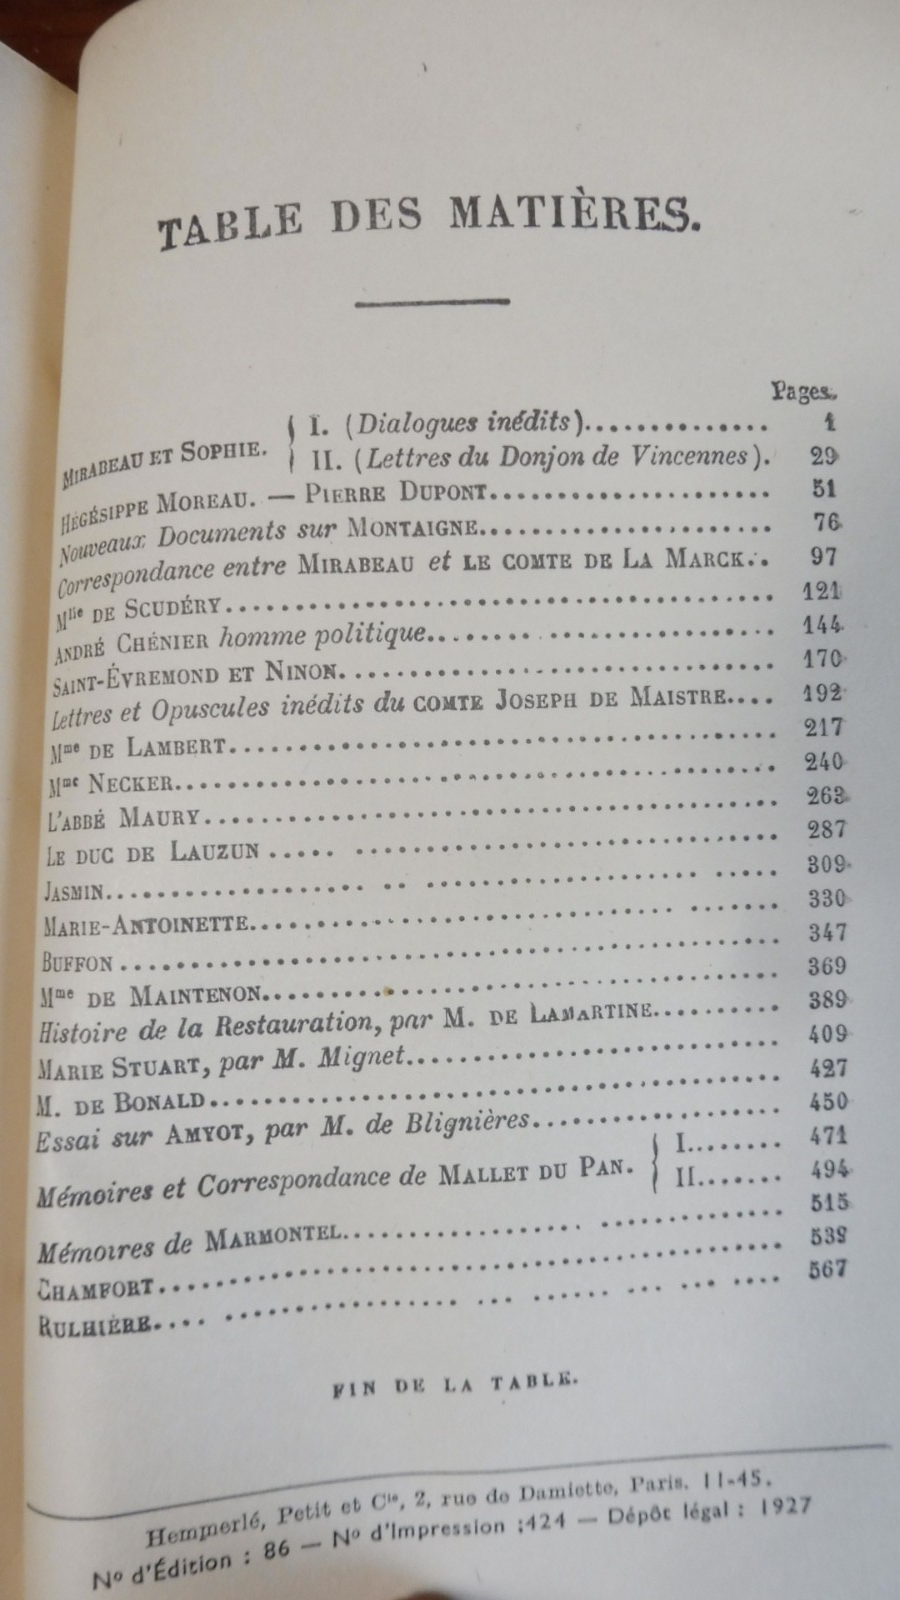 TABLE DES MATIÈRES.
Pages.
MIRABEAU ET SOPHIE. { I. (Dialogues inédits).............. 1
II. (Lettres du Donjon de Vincennes). 29
HÉGÉSIPPE MOREAU. — PIERRE DUPONT..................... 51
Nouveaux Documents sur MONTAIGNE..................... 76
Correspondance entre MIRABEAU et LE COMTE DE LA MARCK... 97
Mlle DE SCUDÉRY........................................ 121
ANDRÉ CHÉNIER homme politique......................... 144
SAINT-ÉVREMOND ET NINON............................... 170
Lettres et Opuscules inédits du COMTE JOSEPH DE MAISTRE.... 192
Mme DE LAMBERT........................................ 217
Mme NECKER............................................ 240
L'ABBÉ MAURY.......................................... 263
LE DUC DE LAUZUN...................................... 287
JASMIN................................................ 309
MARIE-ANTOINETTE...................................... 330
BUFFON................................................ 347
Mme DE MAINTENON...................................... 369
Histoire de la Restauration, par M. DE LAMARTINE.......... 389
MARIE STUART, par M. Mignet........................... 409
M. DE BONALD.......................................... 427
Essai sur AMYOT, par M. de Blignières.................. 450
Mémoires et Correspondance de MALLET DU PAN. { I........ 471
II....... 494
Mémoires de MARMONTEL................................. 515
CHAMFORT.............................................. 539
RULHIÈRE.............................................. 567
FIN DE LA TABLE.
Hemmerlé, Petit et Cie, 2, rue de Damiette, Paris. 11-45.
No d'Édition : 86 — No d'Impression :424 — Dépôt légal : 1927